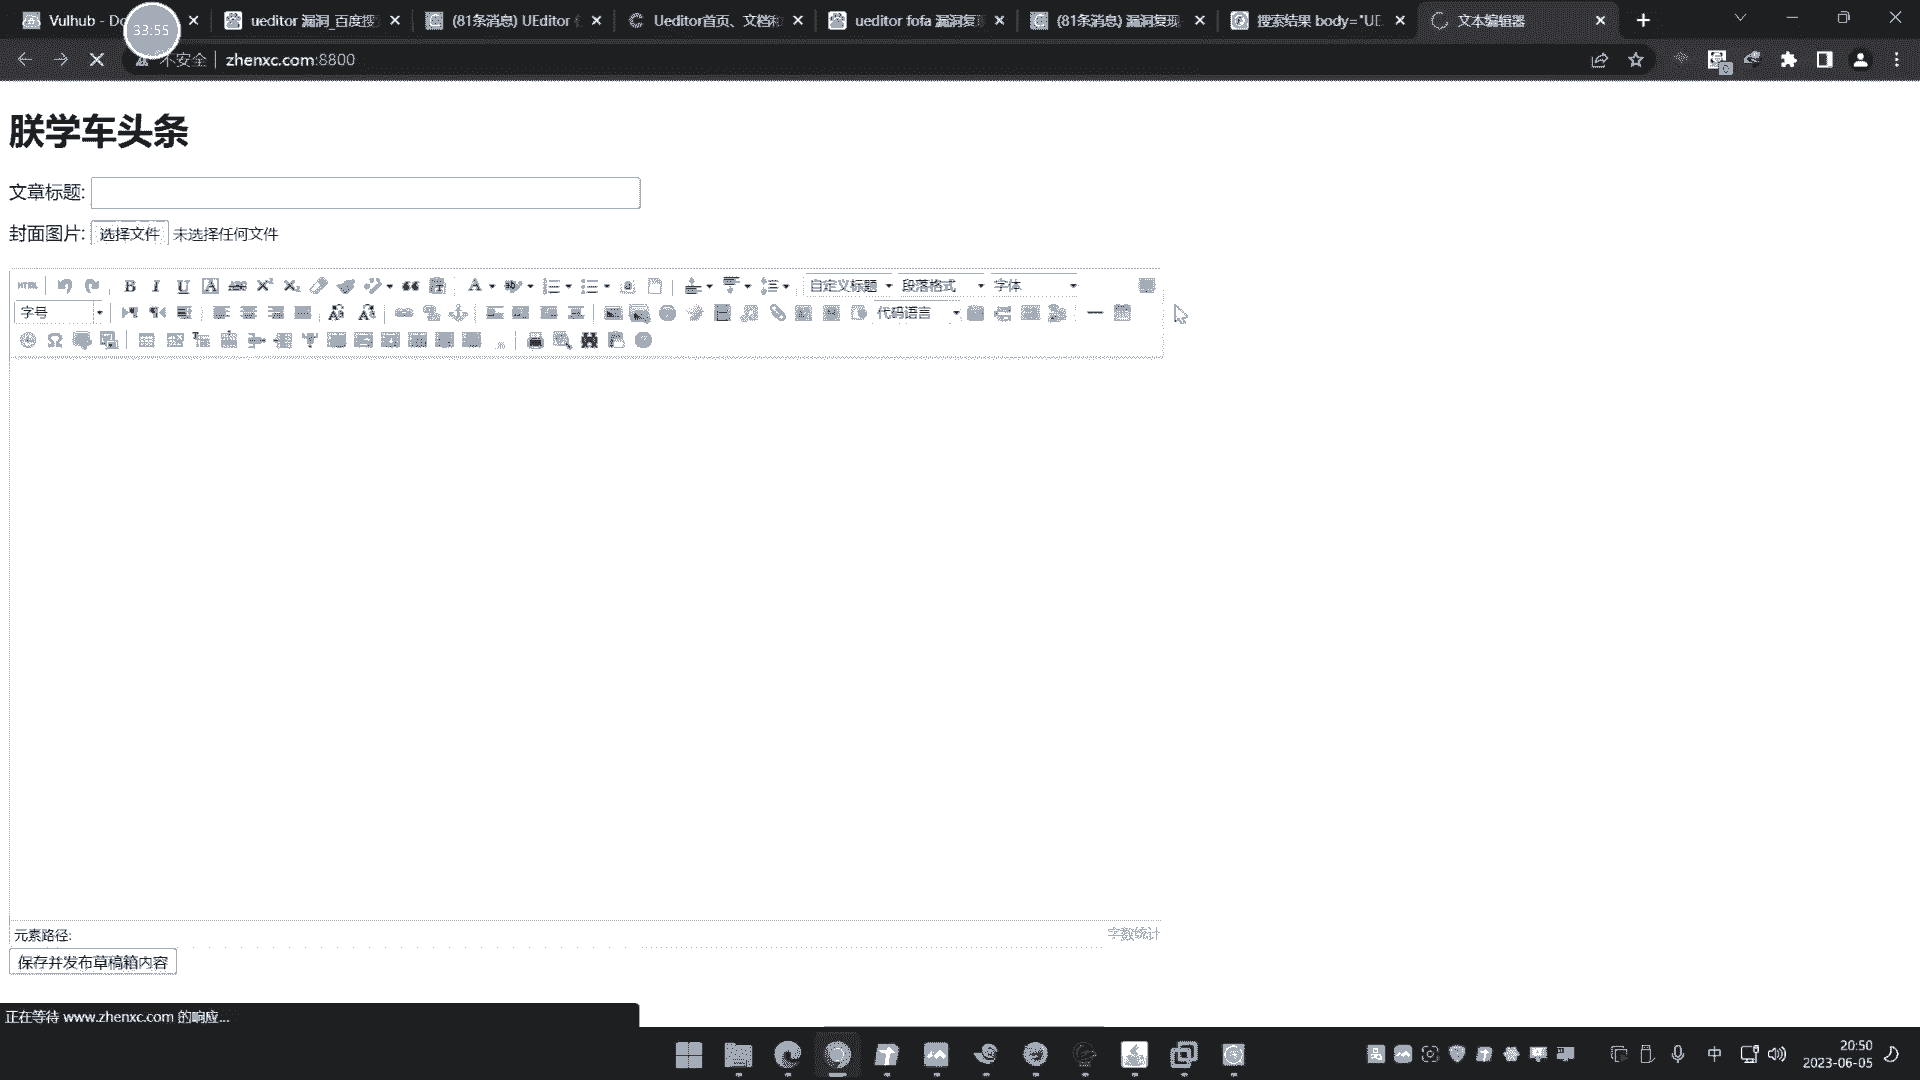 Vulhub - Do
33:55
ueditor 漏洞_百度搜
(81条消息) UEditor
Ueditor首页、文档和
ueditor fofa 漏洞复现
(81条消息) 漏洞复现
搜索结果 body="UE
文本编辑器
不安全 zhenxc.com:8800
朕学车头条
文章标题:
封面图片: 选择文件 未选择任何文件
HTML B I U A ABC 自定义标题 段落格式 字体
字号 代码语言
元素路径: 字数统计
保存并发布草稿箱内容
正在等待 www.zhenxc.com 的响应...
中
20:50
2023-06-05